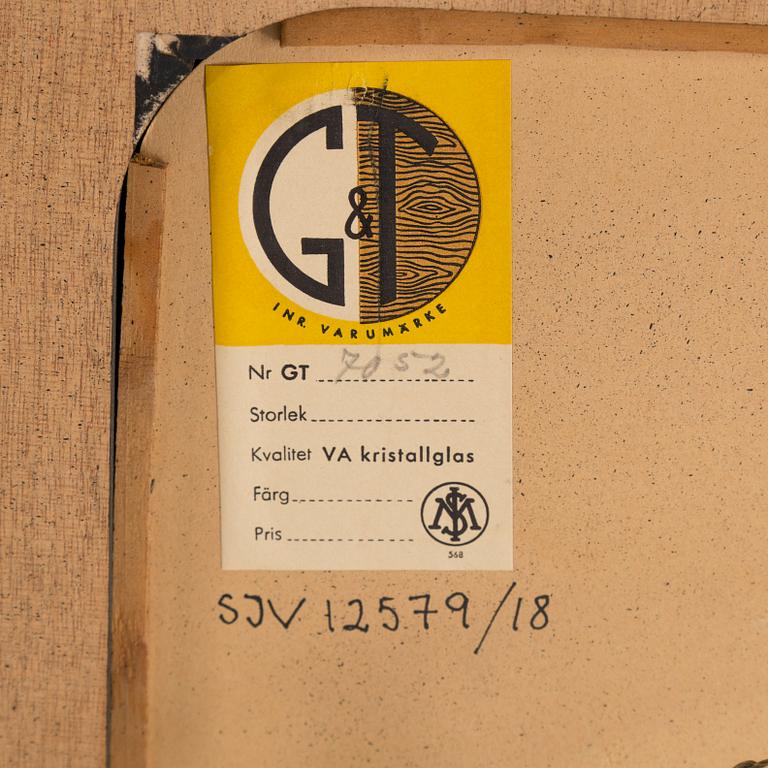 G&T
INR. VARUMÄRKE
Nr GT 7052
Storlek
Kvalitet VA kristallglas
Färg
Pris
568
SJV 12579/18